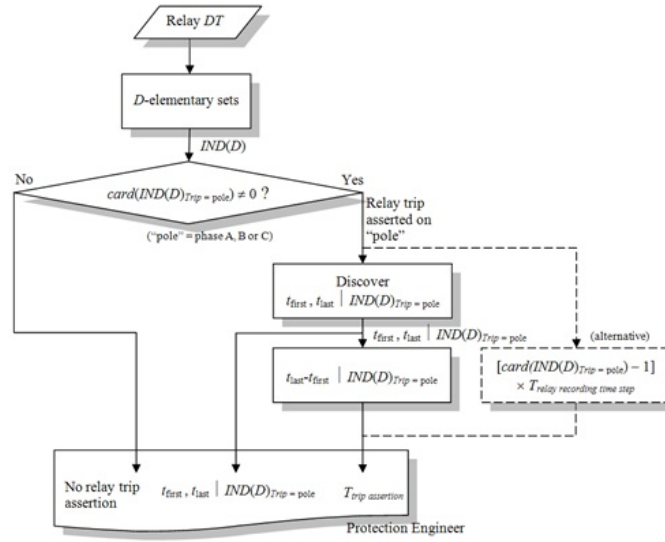 Relay DT
D-elementary sets
IND(D)
No
Yes
card(IND(D)Trip = pole) ≠ 0 ?
("pole" = phase A, B or C)
Relay trip
asserted on
"pole"
Discover
tfirst , tlast | IND(D)Trip = pole
tfirst , tlast | IND(D)Trip = pole
(alternative)
tlast-tfirst | IND(D)Trip = pole
[card(IND(D)Trip = pole) − 1]
× Trelay recording time step
No relay trip
assertion
tfirst , tlast | IND(D)Trip = pole
Ttrip assertion
Protection Engineer